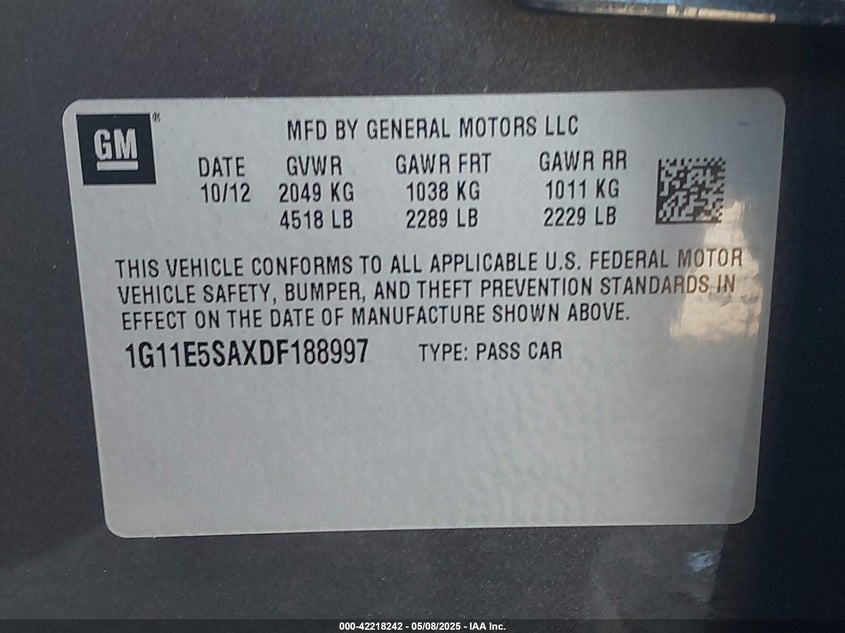 GM®
MFD BY GENERAL MOTORS LLC
DATE GVWR GAWR FRT GAWR RR
10/12 2049 KG 1038 KG 1011 KG
4518 LB 2289 LB 2229 LB
THIS VEHICLE CONFORMS TO ALL APPLICABLE U.S. FEDERAL MOTOR
VEHICLE SAFETY, BUMPER, AND THEFT PREVENTION STANDARDS IN
EFFECT ON THE DATE OF MANUFACTURE SHOWN ABOVE.
1G11E5SAXDF188997 TYPE: PASS CAR
000-42218242 - 05/08/2025 - IAA Inc.